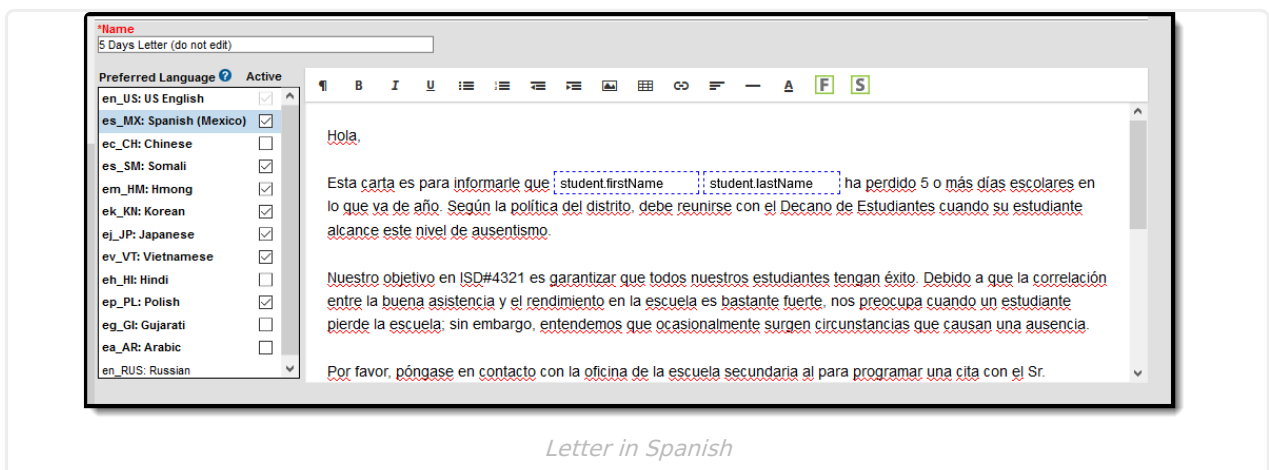 *Name
5 Days Letter (do not edit)
Preferred Language ? Active
en_US: US English
es_MX: Spanish (Mexico)
ec_CH: Chinese
es_SM: Somali
em_HM: Hmong
ek_KN: Korean
ej_JP: Japanese
ev_VT: Vietnamese
eh_HI: Hindi
ep_PL: Polish
eg_GI: Gujarati
ea_AR: Arabic
en_RUS: Russian
¶ B I U A F S
Hola,
Esta carta es para informarle que student.firstName student.lastName ha perdido 5 o más días escolares en
lo que va de año. Según la política del distrito, debe reunirse con el Decano de Estudiantes cuando su estudiante
alcance este nivel de ausentismo.
Nuestro objetivo en ISD#4321 es garantizar que todos nuestros estudiantes tengan éxito. Debido a que la correlación
entre la buena asistencia y el rendimiento en la escuela es bastante fuerte, nos preocupa cuando un estudiante
pierde la escuela; sin embargo, entendemos que ocasionalmente surgen circunstancias que causan una ausencia.
Por favor, póngase en contacto con la oficina de la escuela secundaria al para programar una cita con el Sr.
Letter in Spanish